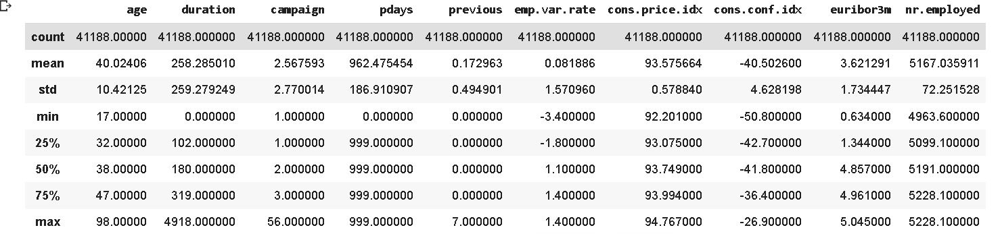 age duration campaign pdays previous emp.var.rate cons.price.idx cons.conf.idx euribor3m nr.employed
count 41188.00000 41188.000000 41188.000000 41188.000000 41188.000000 41188.000000 41188.000000 41188.000000 41188.000000 41188.000000
mean 40.02406 258.285010 2.567593 962.475454 0.172963 0.081886 93.575664 -40.502600 3.621291 5167.035911
std 10.42125 259.279249 2.770014 186.910907 0.494901 1.570960 0.578840 4.628198 1.734447 72.251528
min 17.00000 0.000000 1.000000 0.000000 0.000000 -3.400000 92.201000 -50.800000 0.634000 4963.600000
25% 32.00000 102.000000 1.000000 999.000000 0.000000 -1.800000 93.075000 -42.700000 1.344000 5099.100000
50% 38.00000 180.000000 2.000000 999.000000 0.000000 1.100000 93.749000 -41.800000 4.857000 5191.000000
75% 47.00000 319.000000 3.000000 999.000000 0.000000 1.400000 93.994000 -36.400000 4.961000 5228.100000
max 98.00000 4918.000000 56.000000 999.000000 7.000000 1.400000 94.767000 -26.900000 5.045000 5228.100000